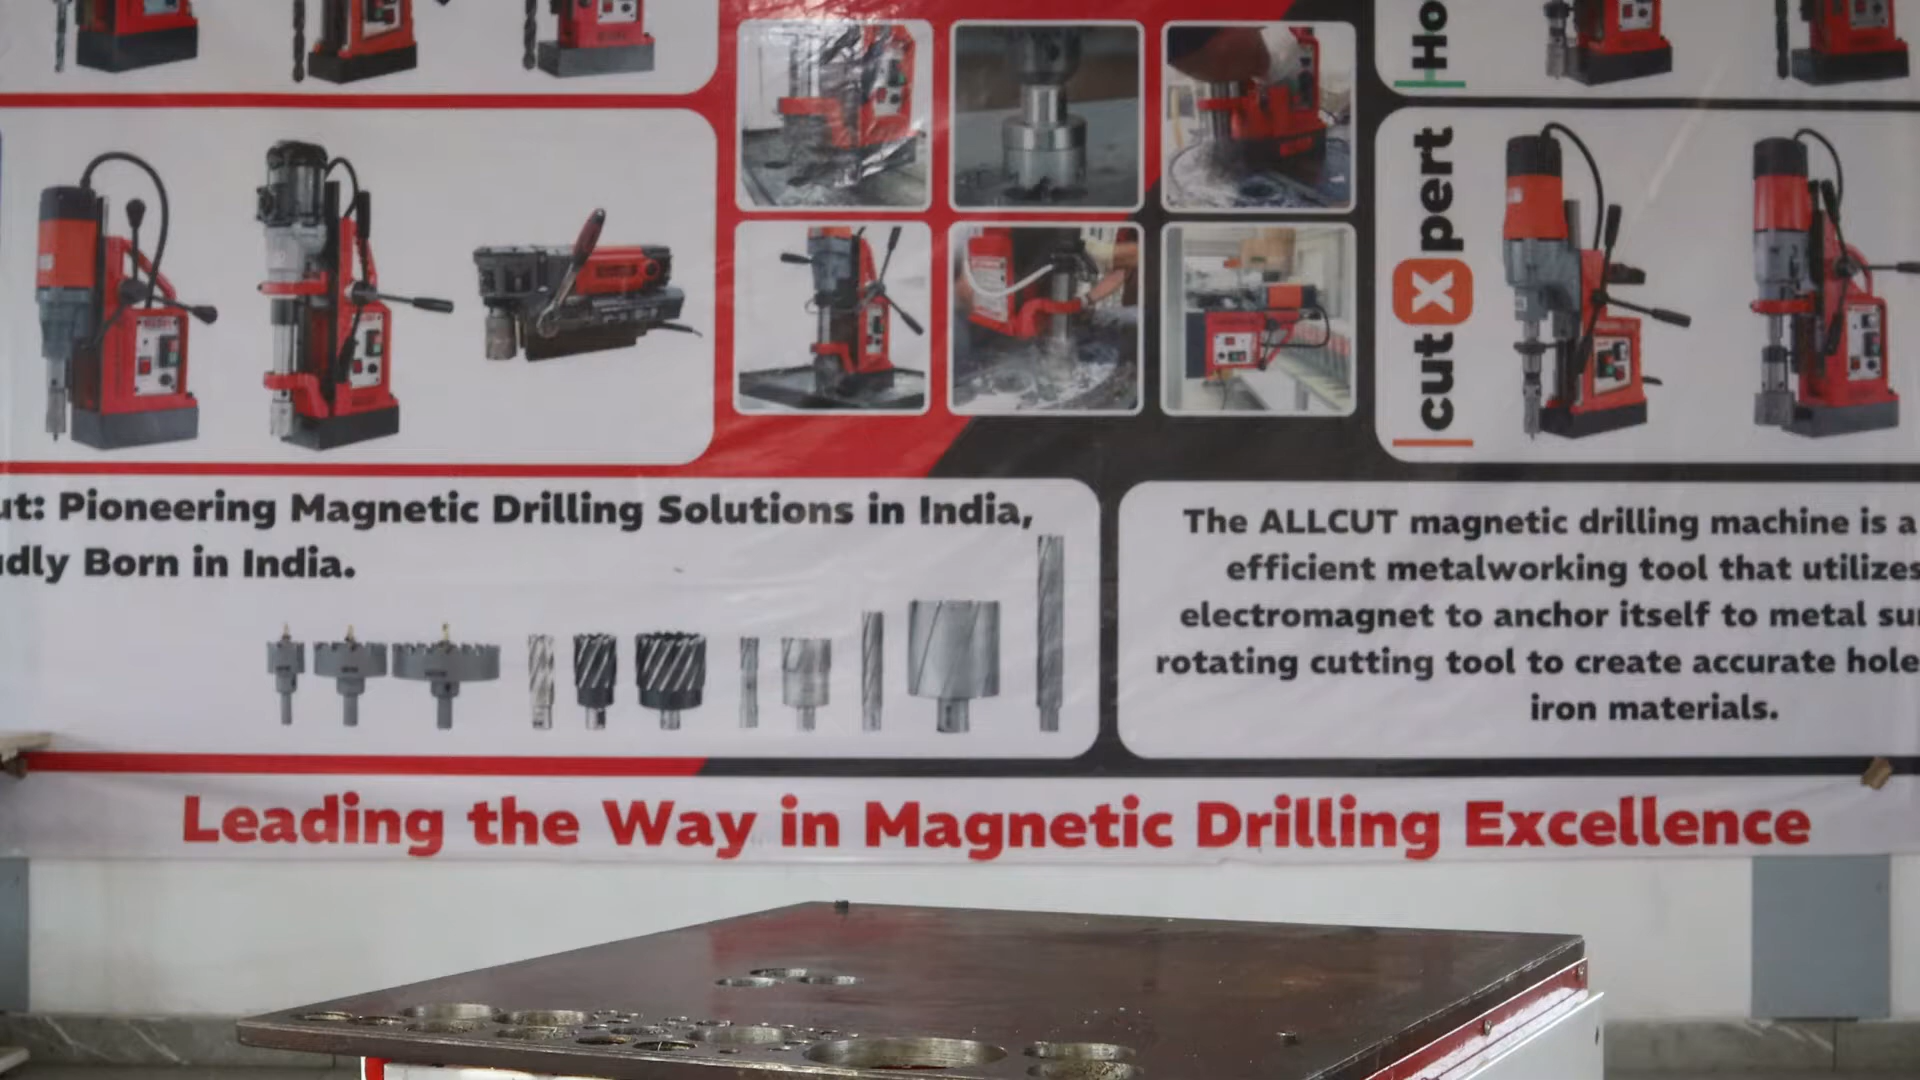 Ho
cutXpert
ut: Pioneering Magnetic Drilling Solutions in India,
dly Born in India.
The ALLCUT magnetic drilling machine is a
efficient metalworking tool that utilizes
electromagnet to anchor itself to metal su
rotating cutting tool to create accurate hole
iron materials.
Leading the Way in Magnetic Drilling Excellence